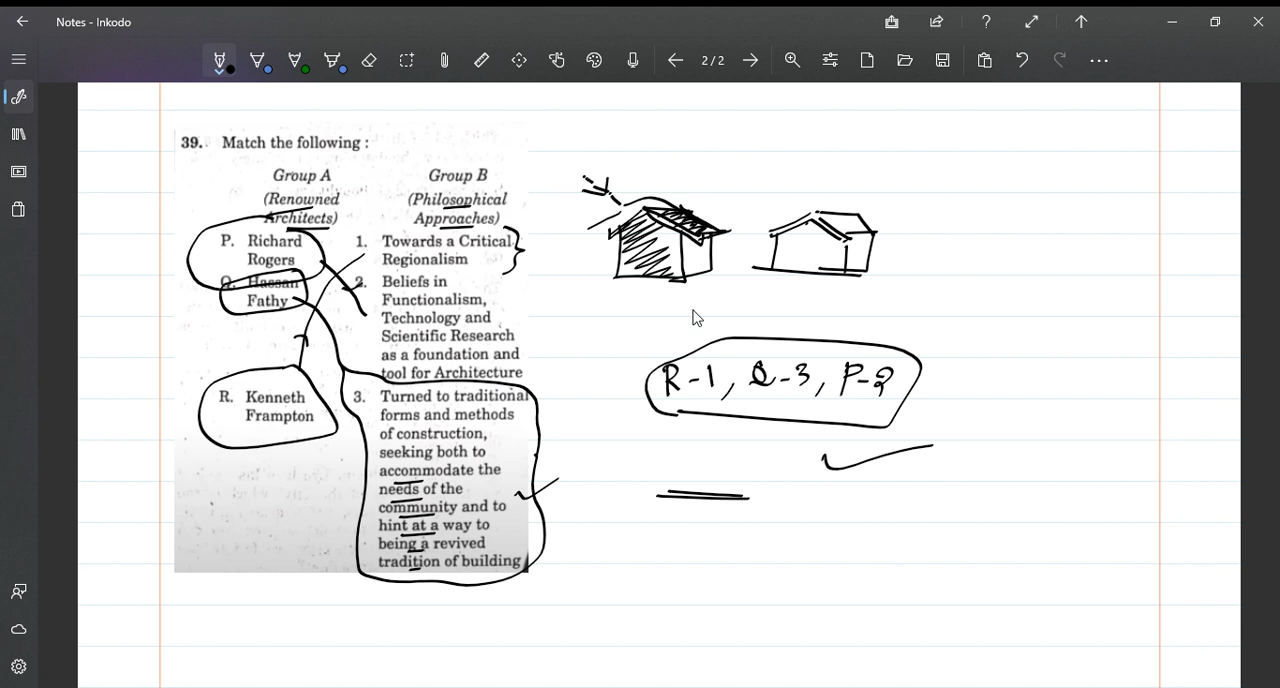 Notes - Inkodo
2 / 2
39. Match the following :
Group A
(Renowned
Architects)
Group B
(Philosophical
Approaches)
P. Richard
Rogers
1. Towards a Critical
Regionalism
Q. Hassan
Fathy
2. Beliefs in
Functionalism,
Technology and
Scientific Research
as a foundation and
tool for Architecture
R. Kenneth
Frampton
3. Turned to traditional
forms and methods
of construction,
seeking both to
accommodate the
needs of the
community and to
hint at a way to
being a revived
tradition of building
R-1, Q-3, P-2